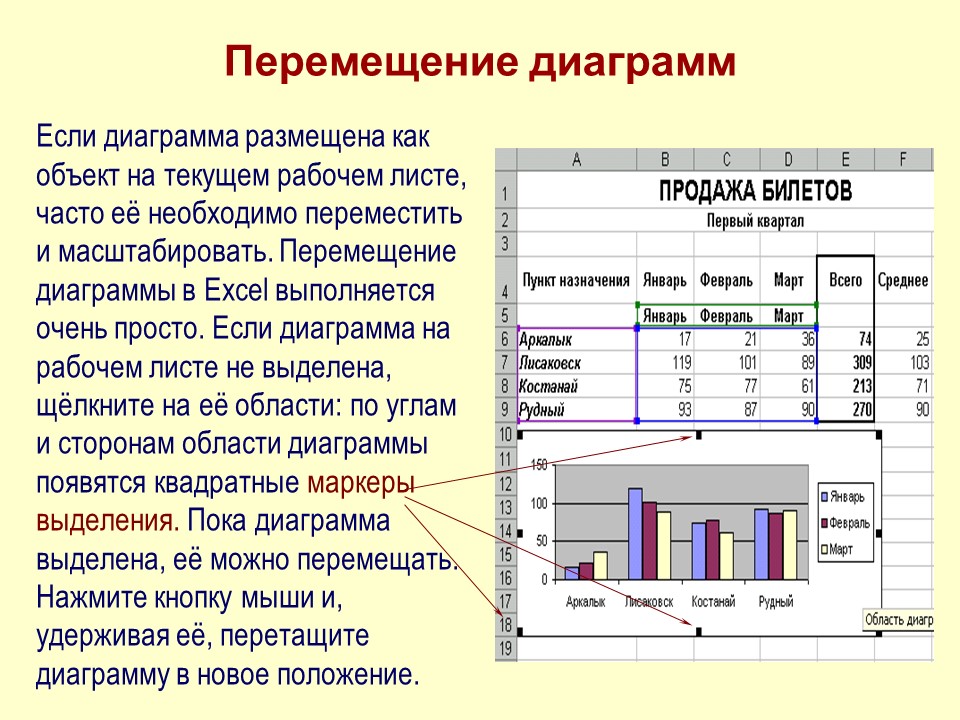 Перемещение диаграмм
Если диаграмма размещена как
объект на текущем рабочем листе,
часто её необходимо переместить
и масштабировать. Перемещение
диаграммы в Excel выполняется
очень просто. Если диаграмма на
рабочем листе не выделена,
щёлкните на её области: по углам
и сторонам области диаграммы
появятся квадратные маркеры
выделения. Пока диаграмма
выделена, её можно перемещать.
Нажмите кнопку мыши и,
удерживая её, перетащите
диаграмму в новое положение.
A B C D E F
1 ПРОДАЖА БИЛЕТОВ
2 Первый квартал
3
4 Пункт назначения Январь Февраль Март Всего Среднее
5 Январь Февраль Март
6 Аркалык 17 21 36 74 25
7 Лисаковск 119 101 89 309 103
8 Костанай 75 77 61 213 71
9 Рудный 93 87 90 270 90
10
11
12
13
14
15
16
17
18
19
150
100
50
0
Аркалык Лисаковск Костанай Рудный
Январь
Февраль
Март
Область диагр